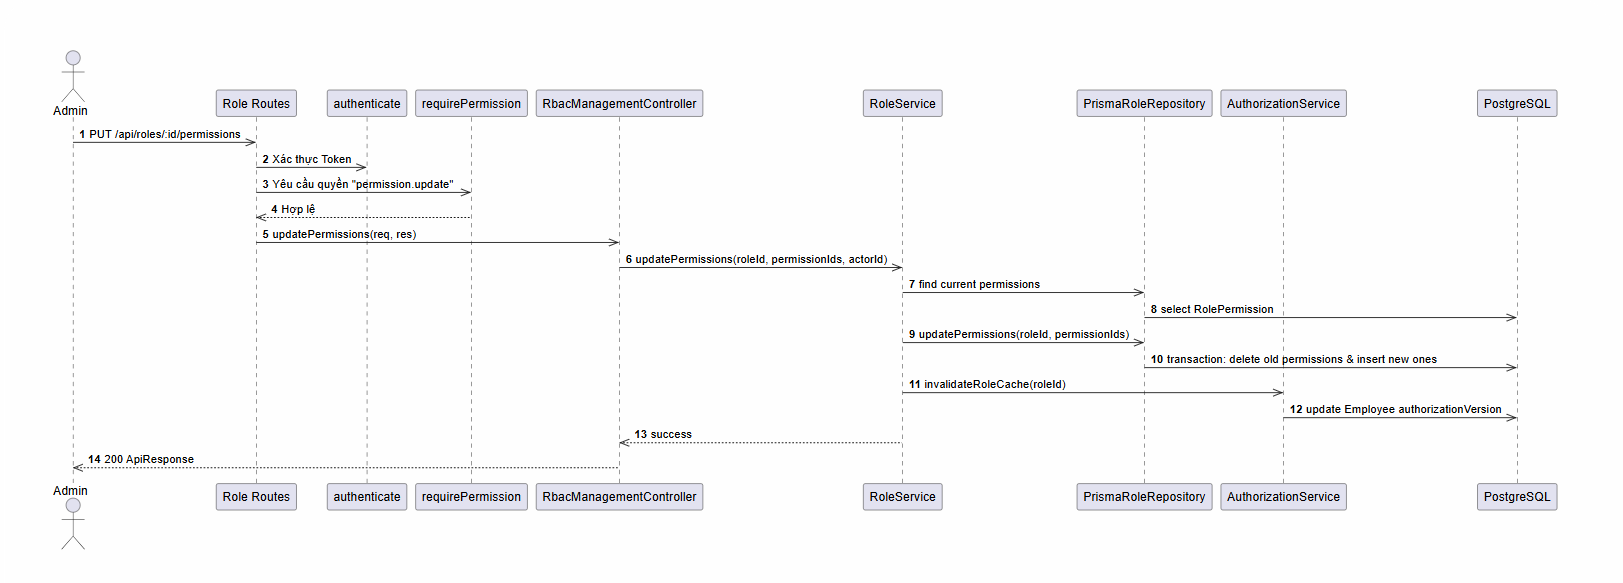 Admin
Role Routes
authenticate
requirePermission
RbacManagementController
RoleService
PrismaRoleRepository
AuthorizationService
PostgreSQL
1 PUT /api/roles/:id/permissions
2 Xác thực Token
3 Yêu cầu quyền "permission.update"
4 Hợp lệ
5 updatePermissions(req, res)
6 updatePermissions(roleId, permissionIds, actorId)
7 find current permissions
8 select RolePermission
9 updatePermissions(roleId, permissionIds)
10 transaction: delete old permissions & insert new ones
11 invalidateRoleCache(roleId)
12 update Employee authorizationVersion
13 success
14 200 ApiResponse
Admin
Role Routes
authenticate
requirePermission
RbacManagementController
RoleService
PrismaRoleRepository
AuthorizationService
PostgreSQL